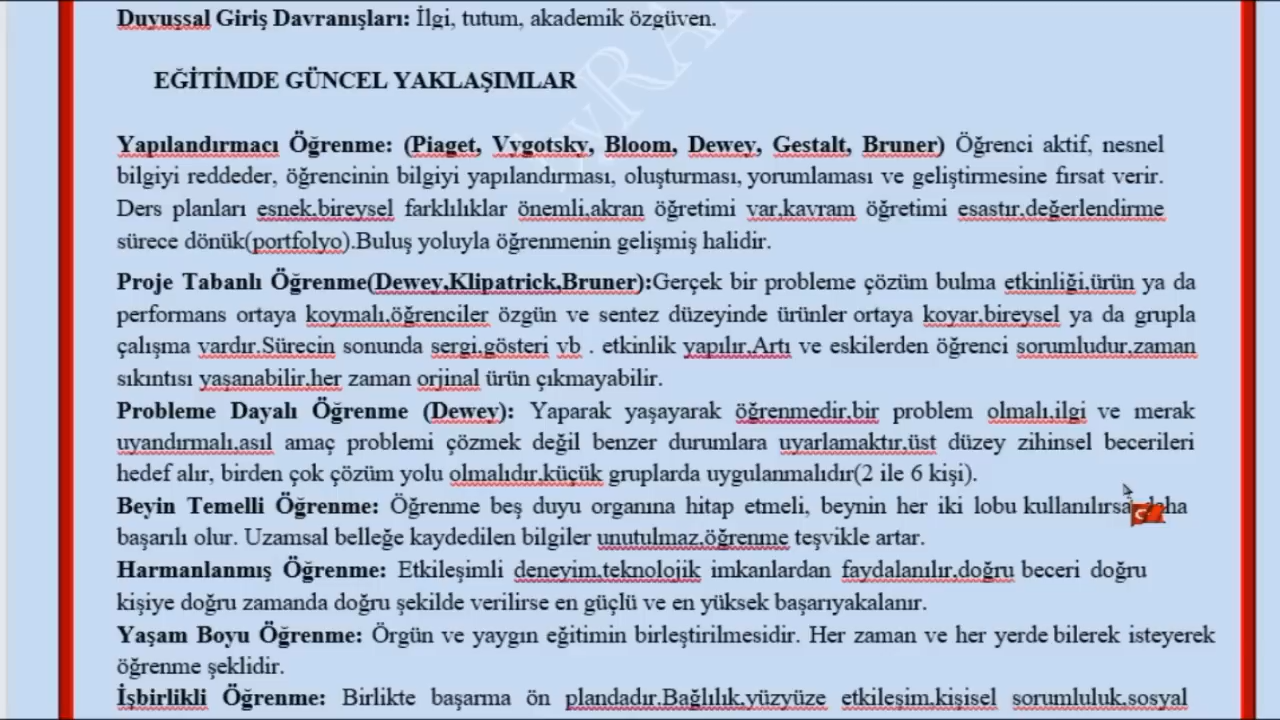 Duyuşsal Giriş Davranışları: İlgi, tutum, akademik özgüven.
EĞİTİMDE GÜNCEL YAKLAŞIMLAR
Yapılandırmacı Öğrenme: (Piaget, Vygotsky, Bloom, Dewey, Gestalt, Bruner) Öğrenci aktif, nesnel
bilgiyi reddeder, öğrencinin bilgiyi yapılandırması, oluşturması, yorumlaması ve geliştirmesine fırsat verir.
Ders planları esnek,bireysel farklılıklar önemli,akran öğretimi var,kavram öğretimi esastır,değerlendirme
sürece dönük(portfolyo).Buluş yoluyla öğrenmenin gelişmiş halidir.
Proje Tabanlı Öğrenme(Dewey,Klipatrick,Bruner):Gerçek bir probleme çözüm bulma etkinliği,ürün ya da
performans ortaya koymalı,öğrenciler özgün ve sentez düzeyinde ürünler ortaya koyar,bireysel ya da grupla
çalışma vardır.Sürecin sonunda sergi,gösteri vb . etkinlik yapılır.Artı ve eskilerden öğrenci sorumludur,zaman
sıkıntısı yaşanabilir,her zaman orjinal ürün çıkmayabilir.
Probleme Dayalı Öğrenme (Dewey): Yaparak yaşayarak öğrenmedir,bir problem olmalı,ilgi ve merak
uyandırmalı,asıl amaç problemi çözmek değil benzer durumlara uyarlamaktır,üst düzey zihinsel becerileri
hedef alır, birden çok çözüm yolu olmalıdır,küçük gruplarda uygulanmalıdır(2 ile 6 kişi).
Beyin Temelli Öğrenme: Öğrenme beş duyu organına hitap etmeli, beynin her iki lobu kullanılırsa daha
başarılı olur. Uzamsal belleğe kaydedilen bilgiler unutulmaz,öğrenme teşvikle artar.
Harmanlanmış Öğrenme: Etkileşimli deneyim,teknolojik imkanlardan faydalanılır,doğru beceri doğru
kişiye doğru zamanda doğru şekilde verilirse en güçlü ve en yüksek başarıyakalanır.
Yaşam Boyu Öğrenme: Örgün ve yaygın eğitimin birleştirilmesidir. Her zaman ve her yerde bilerek isteyerek
öğrenme şeklidir.
İşbirlikli Öğrenme: Birlikte başarma ön plandadır.Bağlılık,yüzyüze etkileşim,kişisel sorumluluk,sosyal